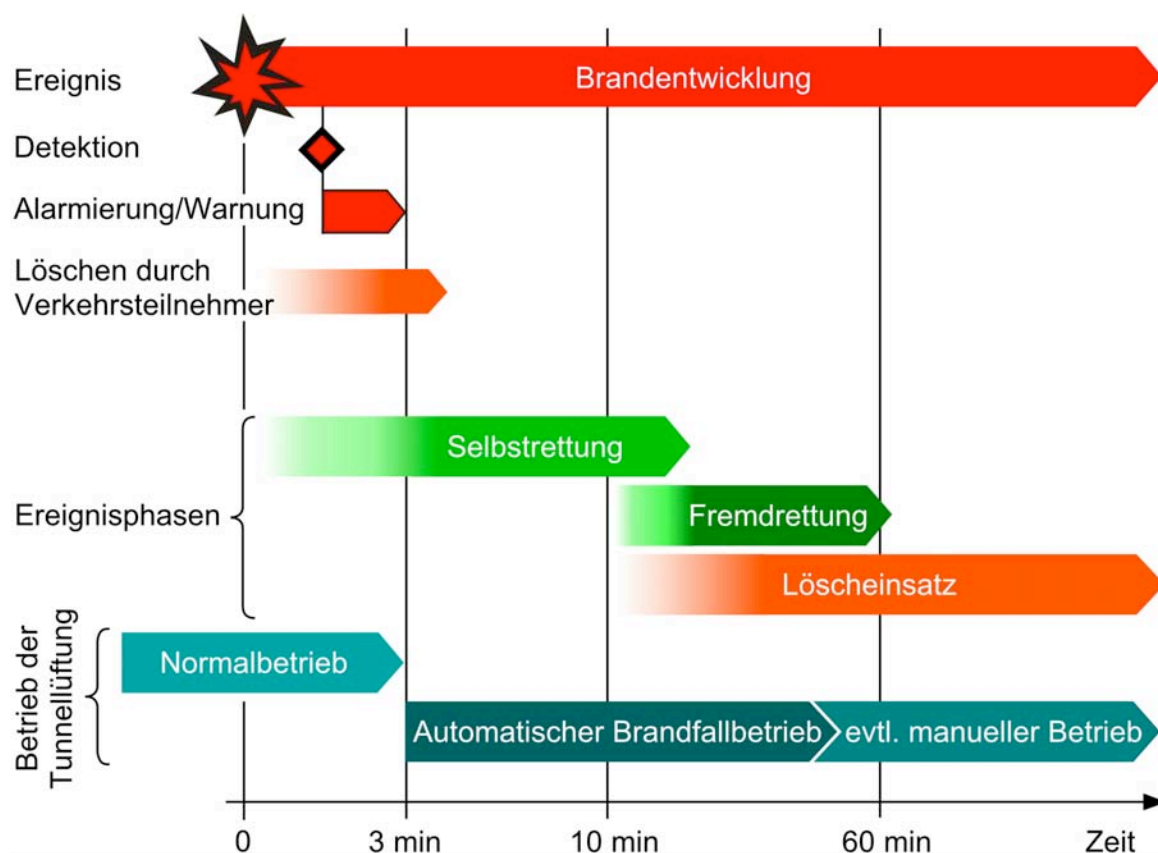 Ereignis
Brandentwicklung
Detektion
Alarmierung/Warnung
Löschen durch
Verkehrsteilnehmer
Selbstrettung
Ereignisphasen
Fremdrettung
Löscheinsatz
Betrieb der
Tunnellüftung
Normalbetrieb
Automatischer Brandfallbetrieb
evtl. manueller Betrieb
0
3 min
10 min
60 min
Zeit